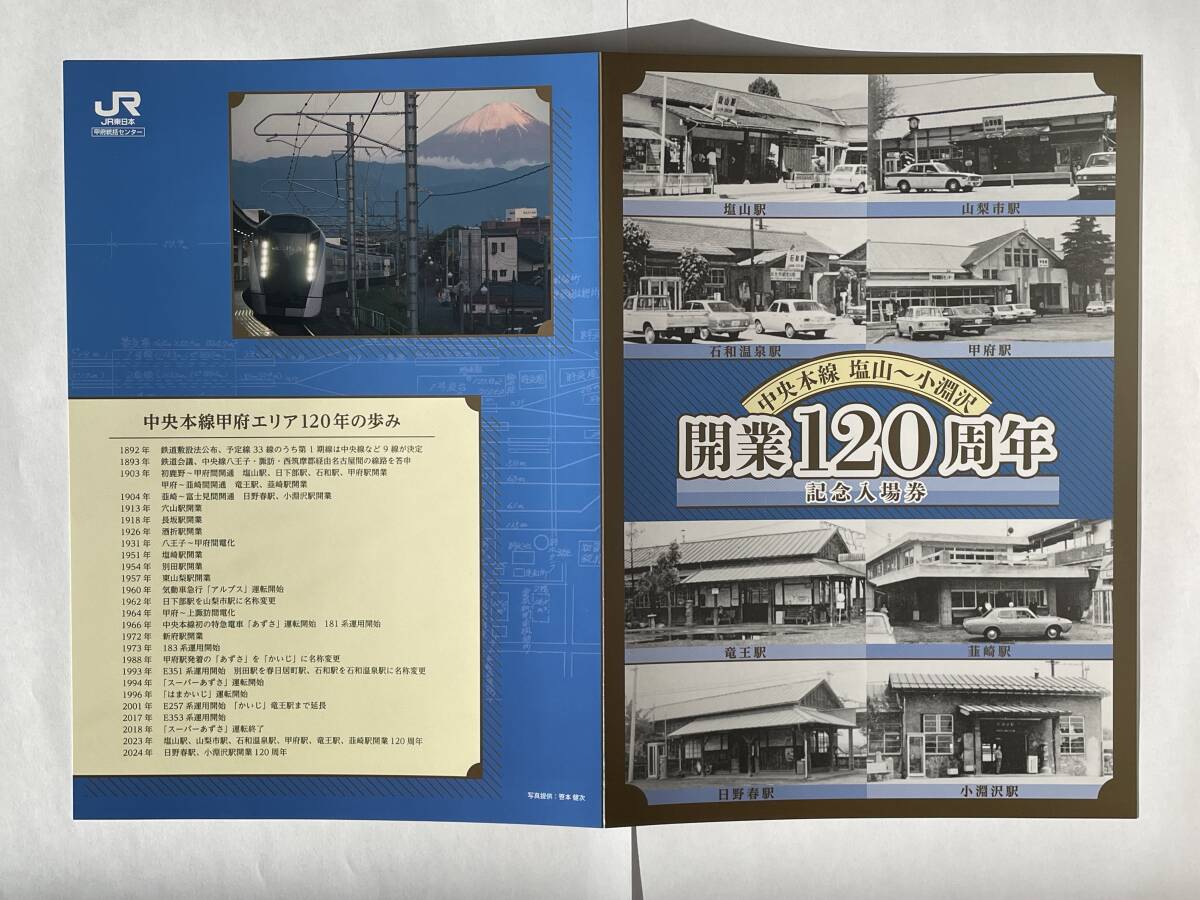 JR
JR東日本
甲府統括センター
中央本線甲府エリア120年の歩み
1892年 鉄道敷設法公布、予定線33線のうち第1期線は中央線など9線が決定
1893年 鉄道会議、中央線八王子・諏訪・西筑摩郡経由名古屋間の線路を答申
1903年 初鹿野～甲府間開通 塩山駅、日下部駅、石和駅、甲府駅開業
甲府～韮崎間開通 竜王駅、韮崎駅開業
1904年 韮崎～富士見間開通 日野春駅、小淵沢駅開業
1913年 穴山駅開業
1918年 長坂駅開業
1926年 酒折駅開業
1931年 八王子～甲府間電化
1951年 塩崎駅開業
1954年 別田駅開業
1957年 東山梨駅開業
1960年 気動車急行「アルプス」運転開始
1962年 日下部駅を山梨市駅に名称変更
1964年 甲府～上諏訪間電化
1966年 中央本線初の特急電車「あずさ」運転開始 181系運用開始
1972年 新府駅開業
1973年 183系運用開始
1988年 甲府駅発着の「あずさ」を「かいじ」に名称変更
1993年 E351系運用開始 別田駅を春日居町駅、石和駅を石和温泉駅に名称変更
1994年 「スーパーあずさ」運転開始
1996年 「はまかいじ」運転開始
2001年 E257系運用開始 「かいじ」竜王駅まで延長
2017年 E353系運用開始
2018年 「スーパーあずさ」運転終了
2023年 塩山駅、山梨市駅、石和温泉駅、甲府駅、竜王駅、韮崎駅開業120周年
2024年 日野春駅、小淵沢駅開業120周年
写真提供：笹本健次
塩山駅
山梨市駅
石和温泉駅
甲府駅
中央本線 塩山～小淵沢
開業120周年
記念入場券
竜王駅
韮崎駅
日野春駅
小淵沢駅